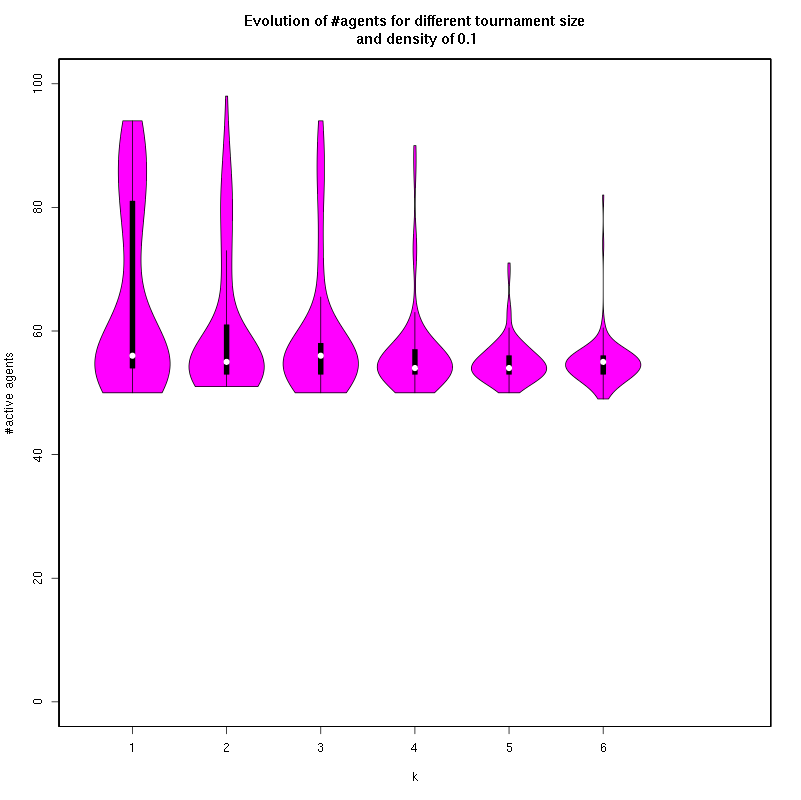 Evolution of #agents for different tournament size
and density of 0.1
#active agents
100
80
60
40
20
0
1 2 3 4 5 6
k